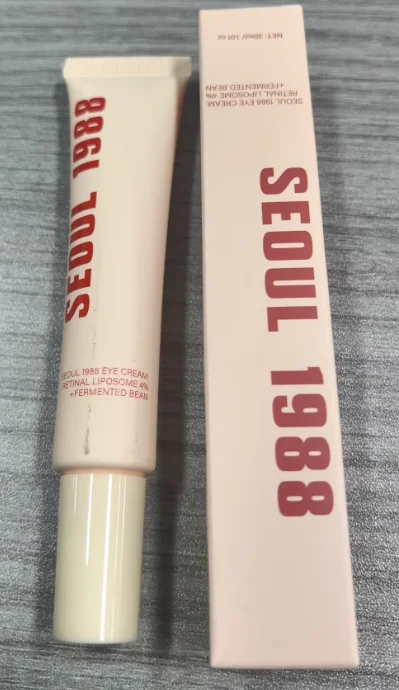 SEOUL 1988
SEOUL 1988 EYE CREAM:
RETINAL LIPOSOME 4%
+FERMENTED BEAN
NET: 30ml/ 1.01 oz
SEOUL 1988 EYE CREAM:
RETINAL LIPOSOME 4%
+FERMENTED BEAN
SEOUL 1988